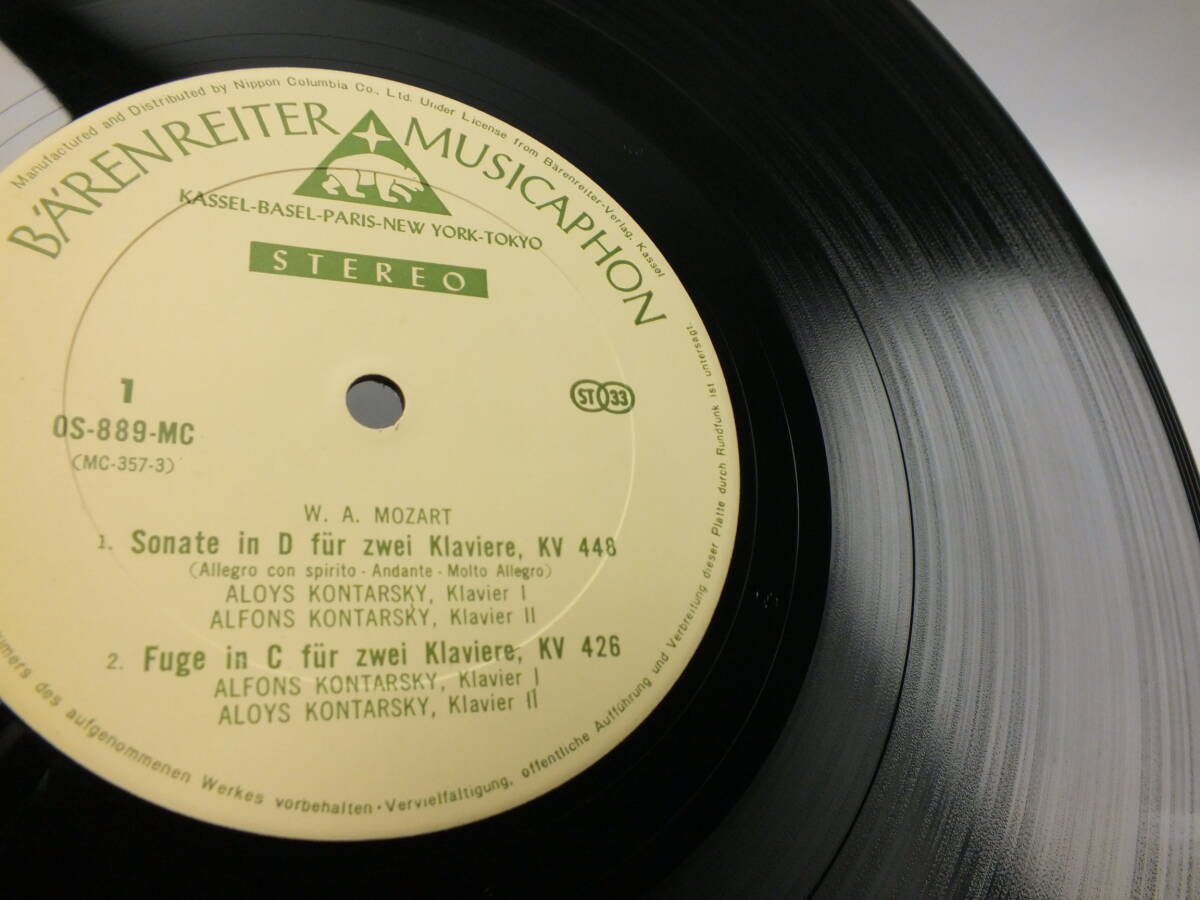 Manufactured and Distributed by Nippon Columbia Co., Ltd. Under License from Bärenreiter-Verlag, Kassel
BÄRENREITER MUSICAPHON
KASSEL-BASEL-PARIS-NEW YORK-TOKYO
STEREO
1
OS-889-MC
(MC-357-3)
ST 33
W. A. MOZART
1. Sonate in D für zwei Klaviere, KV 448
(Allegro con spirito - Andante - Molto Allegro)
ALOYS KONTARSKY, Klavier I
ALFONS KONTARSKY, Klavier II
2. Fuge in C für zwei Klaviere, KV 426
ALFONS KONTARSKY, Klavier I
ALOYS KONTARSKY, Klavier II
des aufgenommenen Werkes vorbehalten · Vervielfältigung, öffentliche Aufführung und Verbreitung dieser Platte durch Rundfunk ist untersagt.